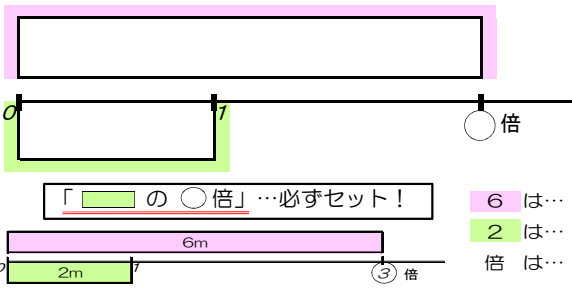 0 1
○倍
「 の ○倍」…必ずセット！
6 は…
6m
2 は…
0 1 ③ 倍
2m
倍 は…